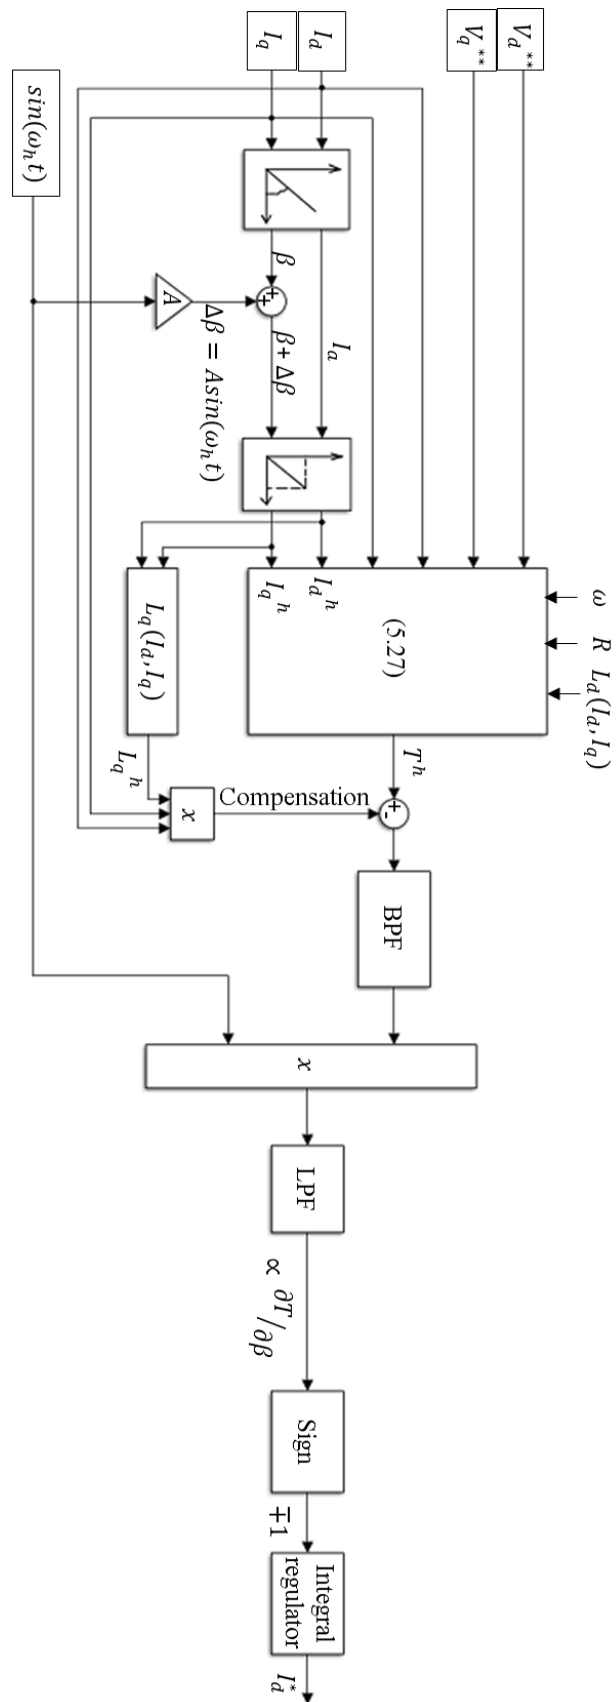 V_d^{**}
V_q^{**}
I_d
I_q
sin(ω_h t)
β
I_a
A
Δβ = Asin(ω_h t)
+
+
β + Δβ
ω
R
L_d(I_d, I_q)
I_d^h
I_q^h
(5.27)
L_q(I_d, I_q)
L_q^h
x
Compensation
T^h
+
-
BPF
x
LPF
∝ ∂T/∂β
Sign
∓1
Integral
regulator
I_d^*